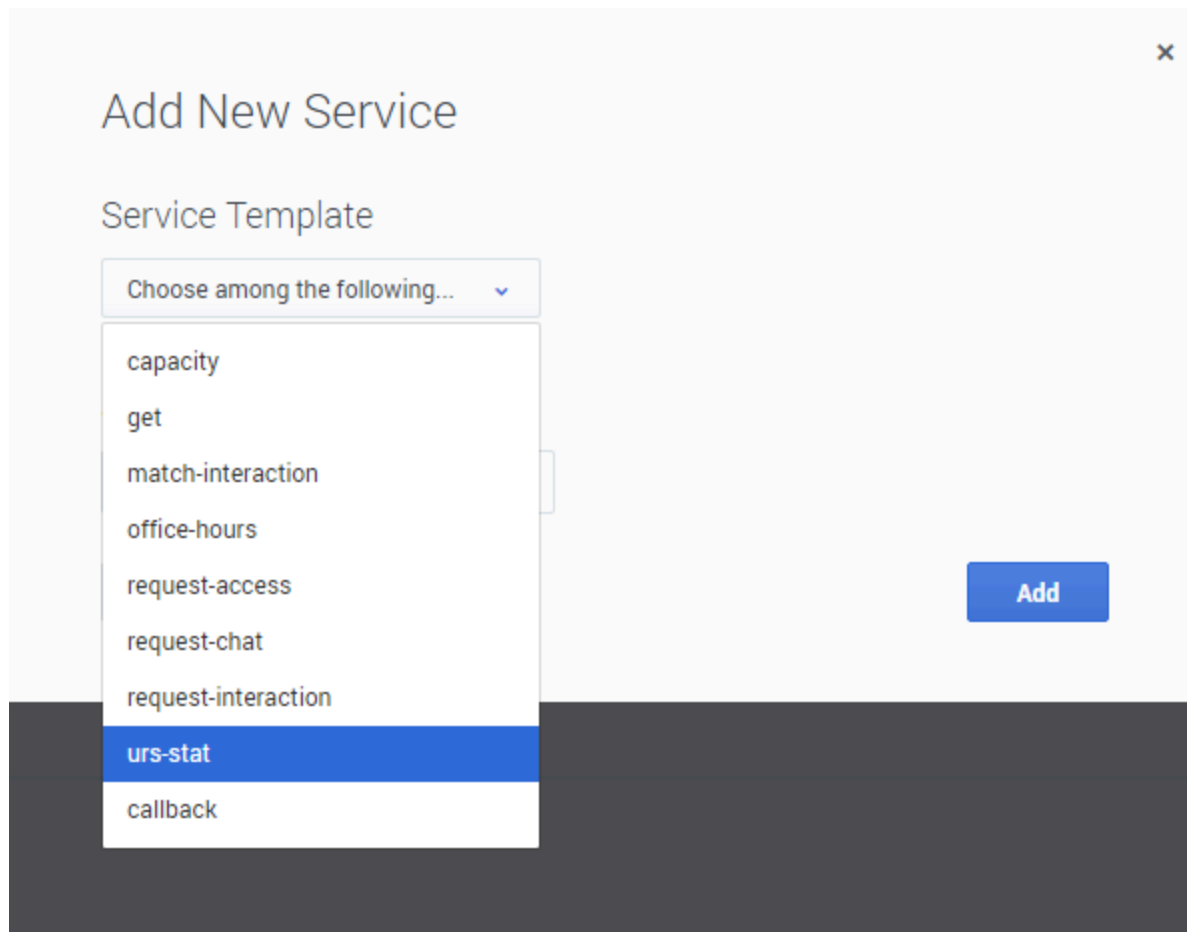 ×
Add New Service
Service Template
Choose among the following...
capacity
get
match-interaction
office-hours
request-access
request-chat
request-interaction
urs-stat
callback
Add